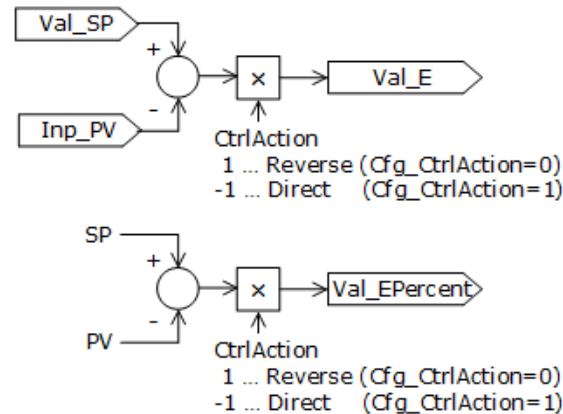 Val_SP
+
× Val_E
-
Inp_PV
CtrlAction
1 ... Reverse (Cfg_CtrlAction=0)
-1 ... Direct (Cfg_CtrlAction=1)
SP
+
× Val_EPercent
-
PV
CtrlAction
1 ... Reverse (Cfg_CtrlAction=0)
-1 ... Direct (Cfg_CtrlAction=1)